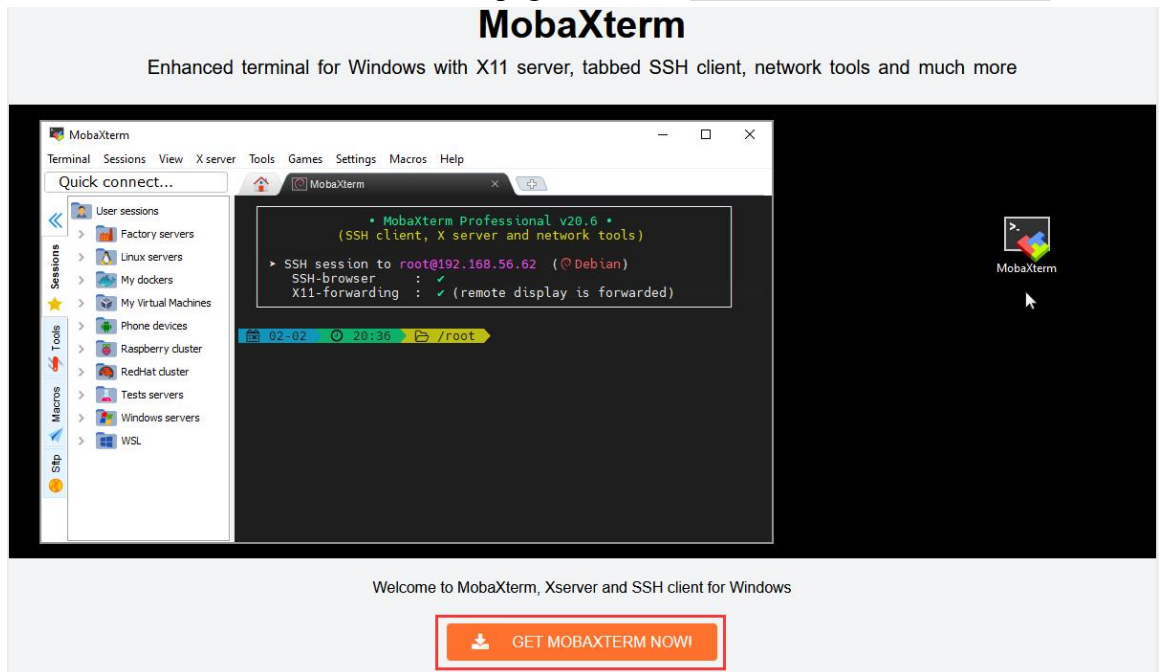 MobaXterm
Enhanced terminal for Windows with X11 server, tabbed SSH client, network tools and much more
MobaXterm
Terminal Sessions View X server Tools Games Settings Macros Help
Quick connect...
MobaXterm
User sessions
Factory servers
Linux servers
My dockers
My Virtual Machines
Phone devices
Raspberry cluster
RedHat cluster
Tests servers
Windows servers
WSL
Sessions
Tools
Macros
Sftp
• MobaXterm Professional v20.6 •
(SSH client, X server and network tools)
➤ SSH session to root@192.168.56.62 (Debian)
SSH-browser : ✔
X11-forwarding : ✔ (remote display is forwarded)
02-02 20:36 /root
MobaXterm
Welcome to MobaXterm, Xserver and SSH client for Windows
GET MOBAXTERM NOW!